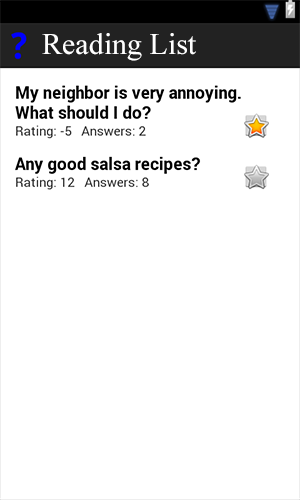 ? Reading List
My neighbor is very annoying.
What should I do?
Rating: -5 Answers: 2
Any good salsa recipes?
Rating: 12 Answers: 8